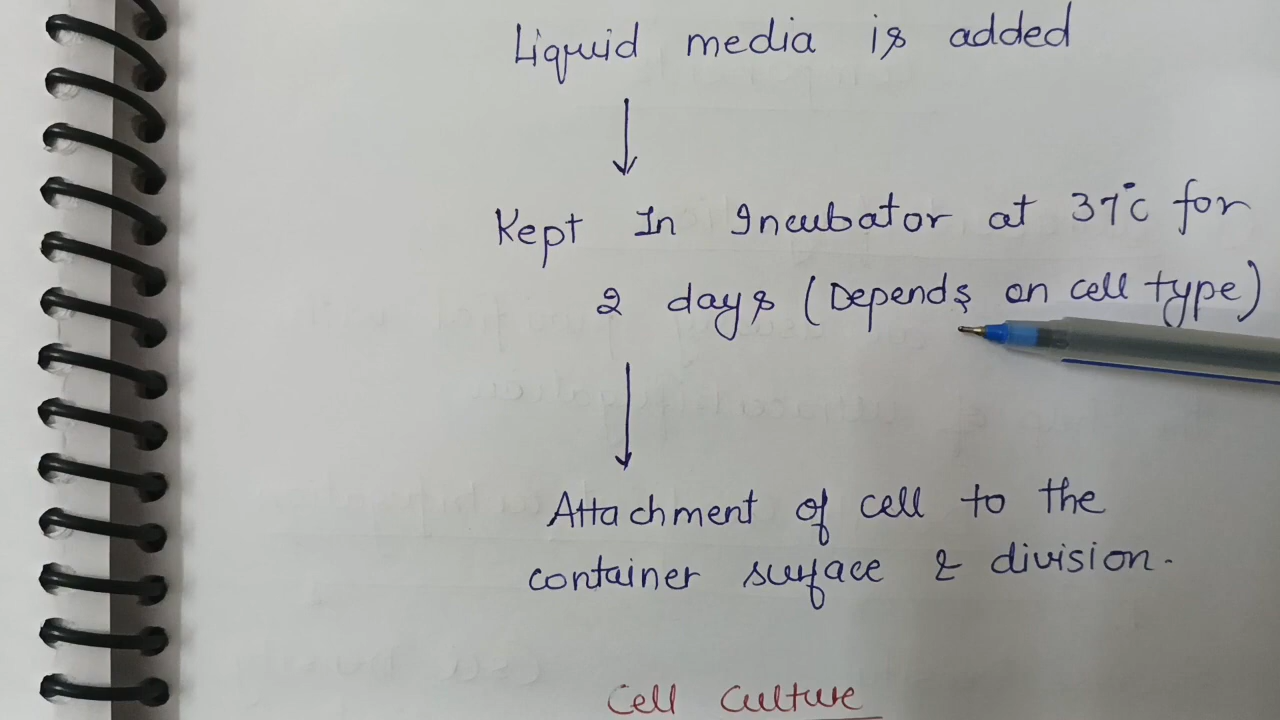 Liquid media is added
↓
Kept In Incubator at 37°c for
2 days (Depends on cell type)
↓
Attachment of cell to the
container surface & division.
Cell Culture